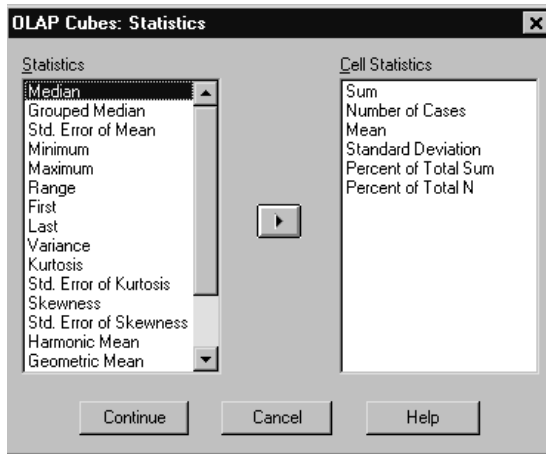 OLAP Cubes: Statistics
Statistics
Median
Grouped Median
Std. Error of Mean
Minimum
Maximum
Range
First
Last
Variance
Kurtosis
Std. Error of Kurtosis
Skewness
Std. Error of Skewness
Harmonic Mean
Geometric Mean
Cell Statistics
Sum
Number of Cases
Mean
Standard Deviation
Percent of Total Sum
Percent of Total N
Continue
Cancel
Help